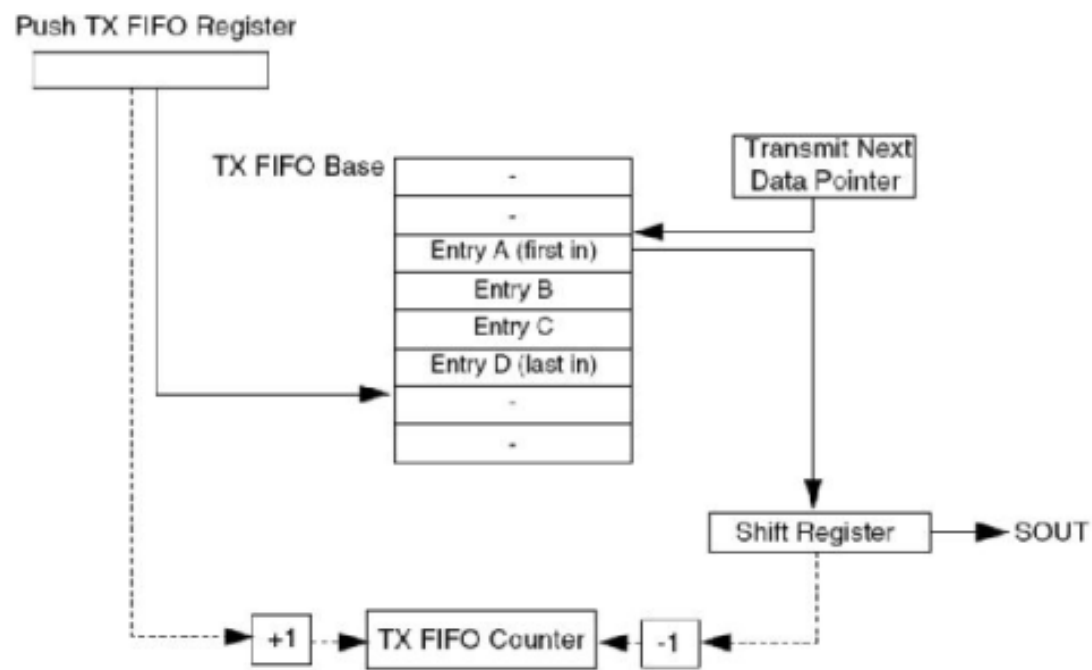 Push TX FIFO Register
TX FIFO Base
-
-
Entry A (first in)
Entry B
Entry C
Entry D (last in)
-
-
Transmit Next
Data Pointer
Shift Register
SOUT
+1
TX FIFO Counter
-1